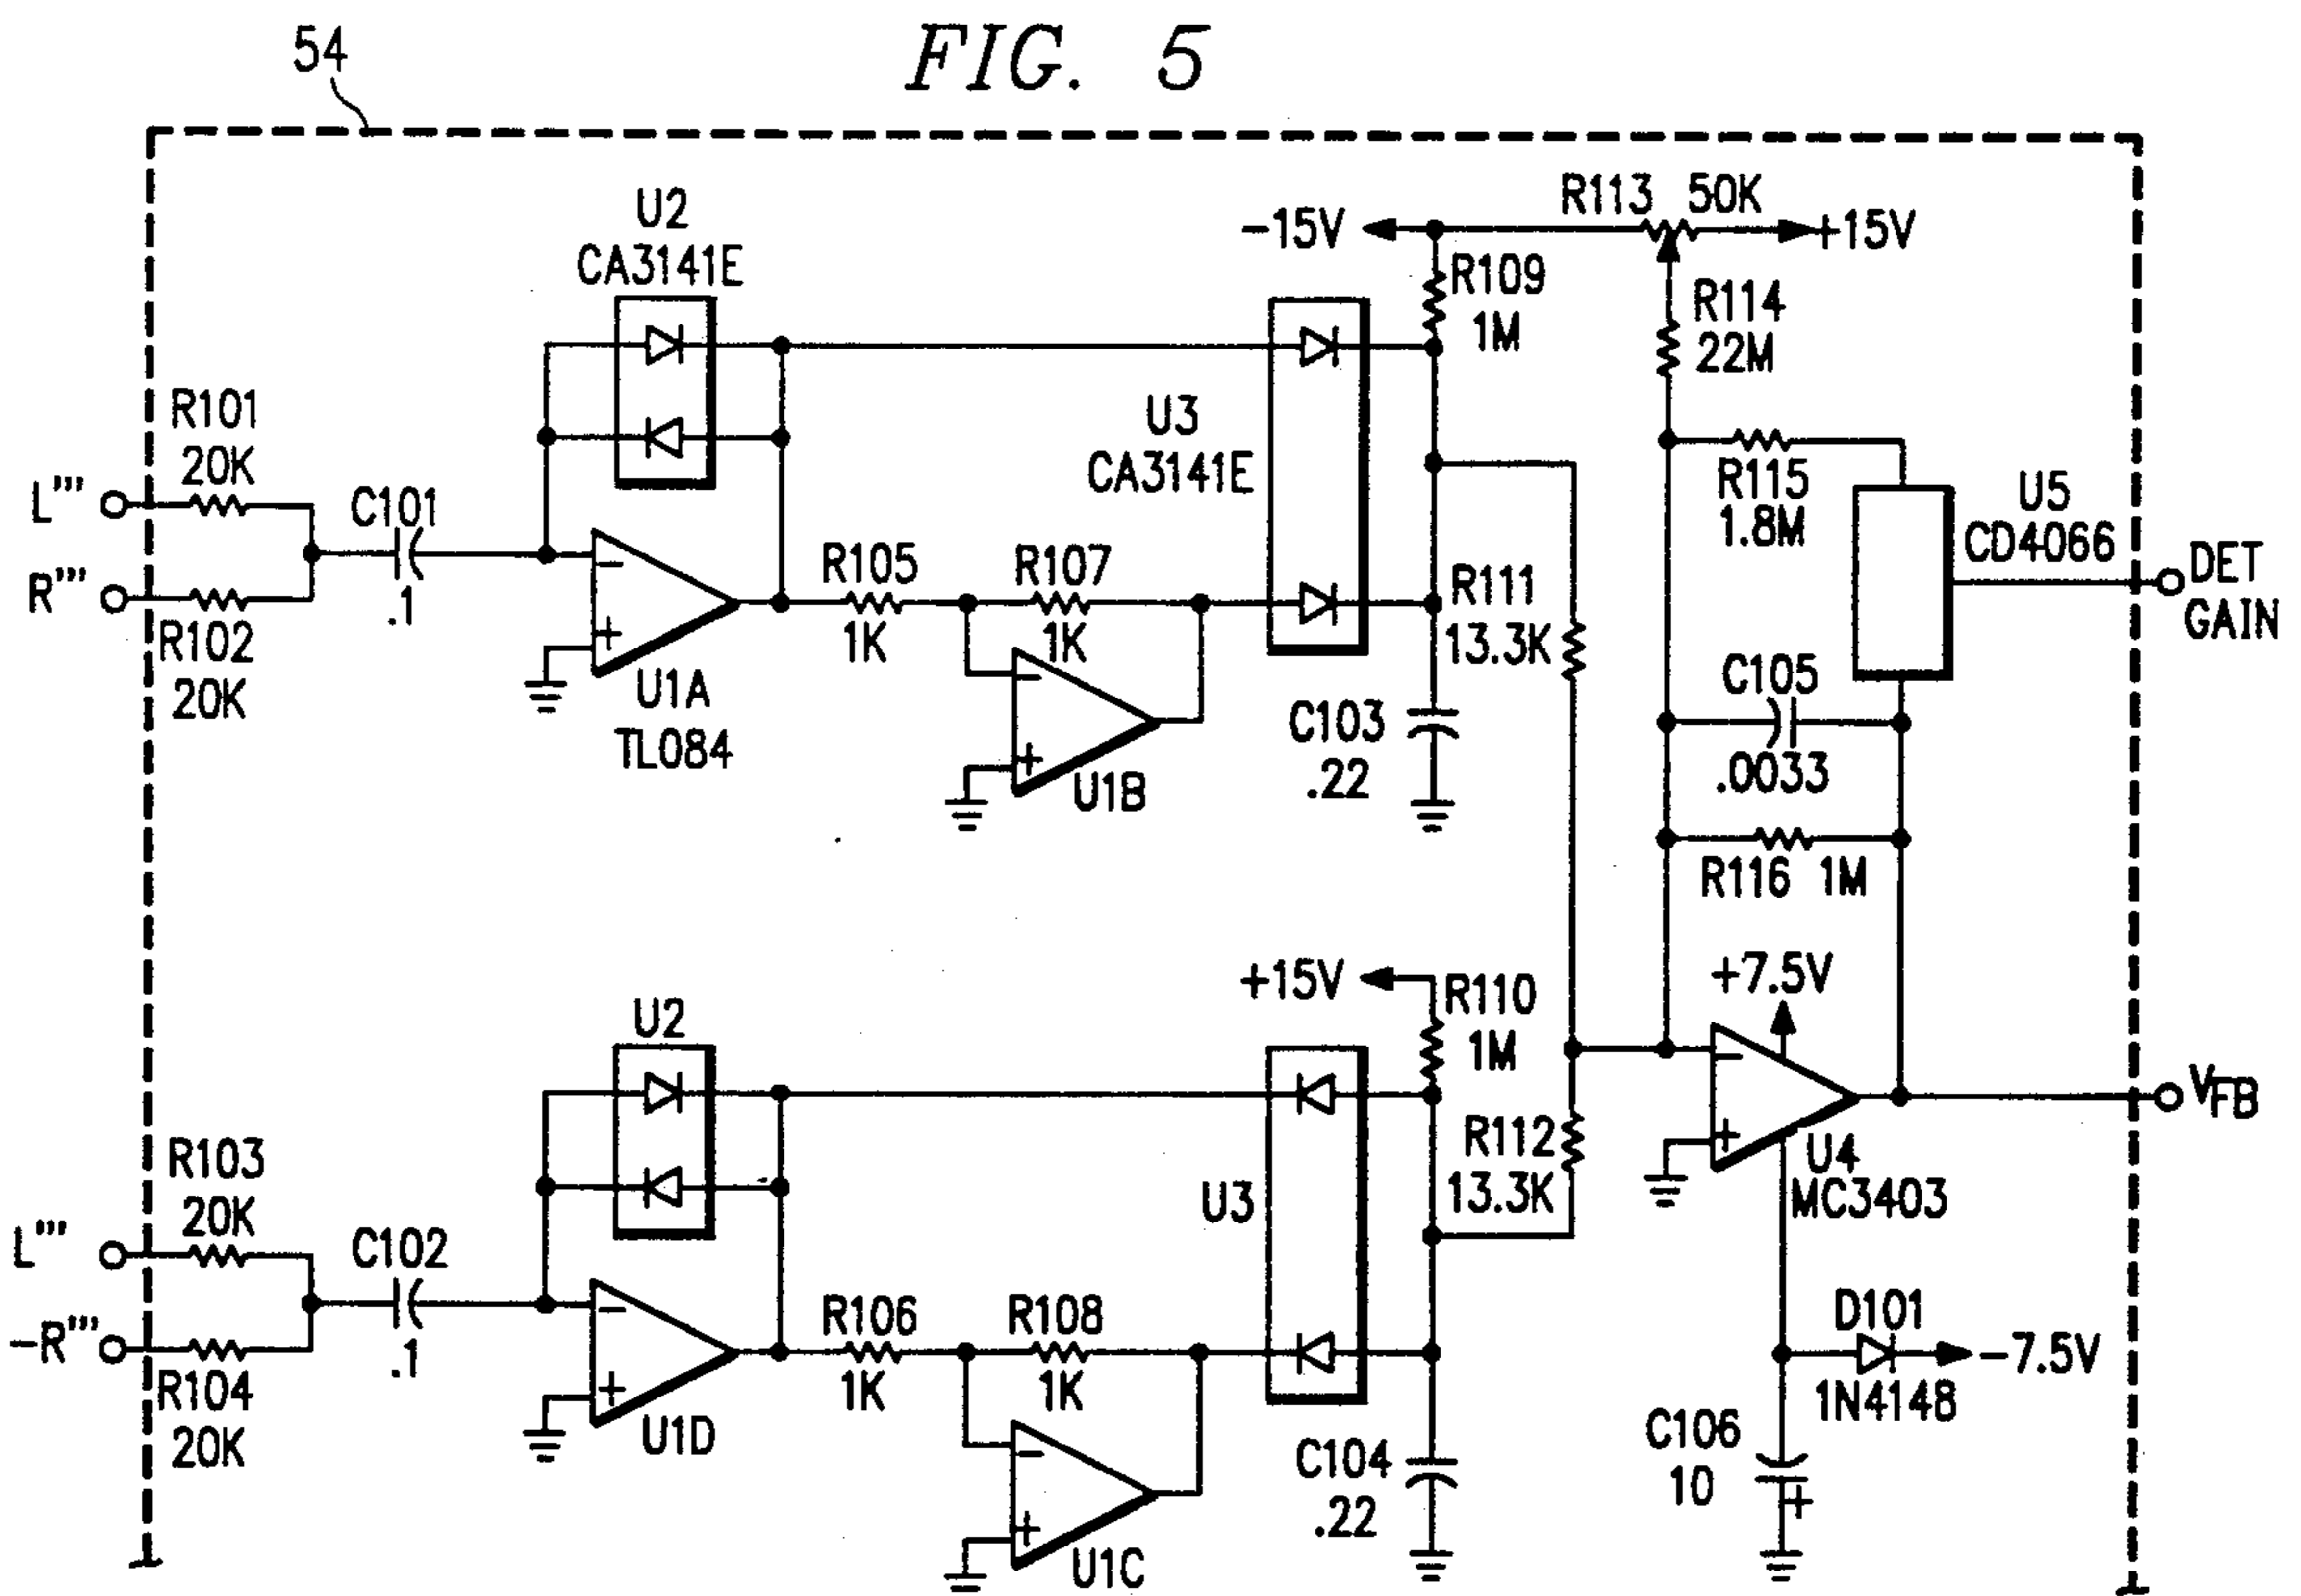 FIG. 5
54
U2
CA3141E
-15V
R113 50K
+15V
R109
1M
R114
22M
R101
20K
U3
CA3141E
R115
1.8M
U5
CD4066
L'''
C101
.1
R'''
R102
20K
-
+
U1A
TL084
R105
1K
R107
1K
R111
13.3K
DET
GAIN
-
+
U1B
C103
.22
C105
.0033
R116 1M
+7.5V
U2
+15V
R110
1M
R103
20K
U3
R112
13.3K
-
+
U4
MC3403
VFB
L'''
C102
.1
-R'''
R104
20K
-
+
U1D
R106
1K
R108
1K
D101
1N4148
-7.5V
-
+
U1C
C104
.22
C106
10
+